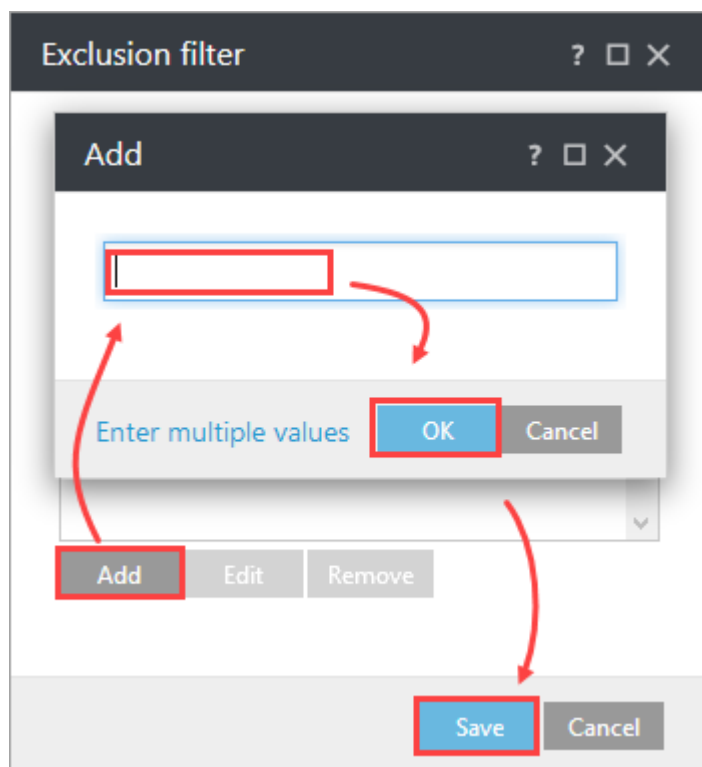 Exclusion filter ?
Add ?
Enter multiple values OK Cancel
Add Edit Remove
Save Cancel